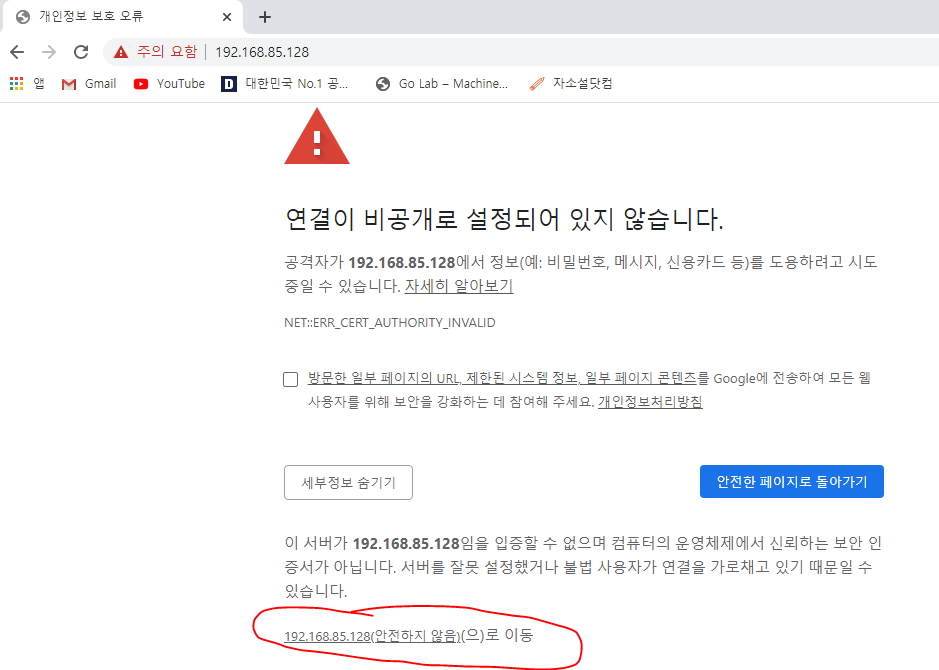 개인정보 보호 오류
주의 요함 192.168.85.128
앱 Gmail YouTube 대한민국 No.1 공... Go Lab – Machine... 자소설닷컴
연결이 비공개로 설정되어 있지 않습니다.
공격자가 192.168.85.128에서 정보(예: 비밀번호, 메시지, 신용카드 등)를 도용하려고 시도
중일 수 있습니다. 자세히 알아보기
NET::ERR_CERT_AUTHORITY_INVALID
방문한 일부 페이지의 URL, 제한된 시스템 정보, 일부 페이지 콘텐츠를 Google에 전송하여 모든 웹
사용자를 위해 보안을 강화하는 데 참여해 주세요. 개인정보처리방침
세부정보 숨기기 안전한 페이지로 돌아가기
이 서버가 192.168.85.128임을 입증할 수 없으며 컴퓨터의 운영체제에서 신뢰하는 보안 인
증서가 아닙니다. 서버를 잘못 설정했거나 불법 사용자가 연결을 가로채고 있기 때문일 수
있습니다.
192.168.85.128(안전하지 않음)(으)로 이동